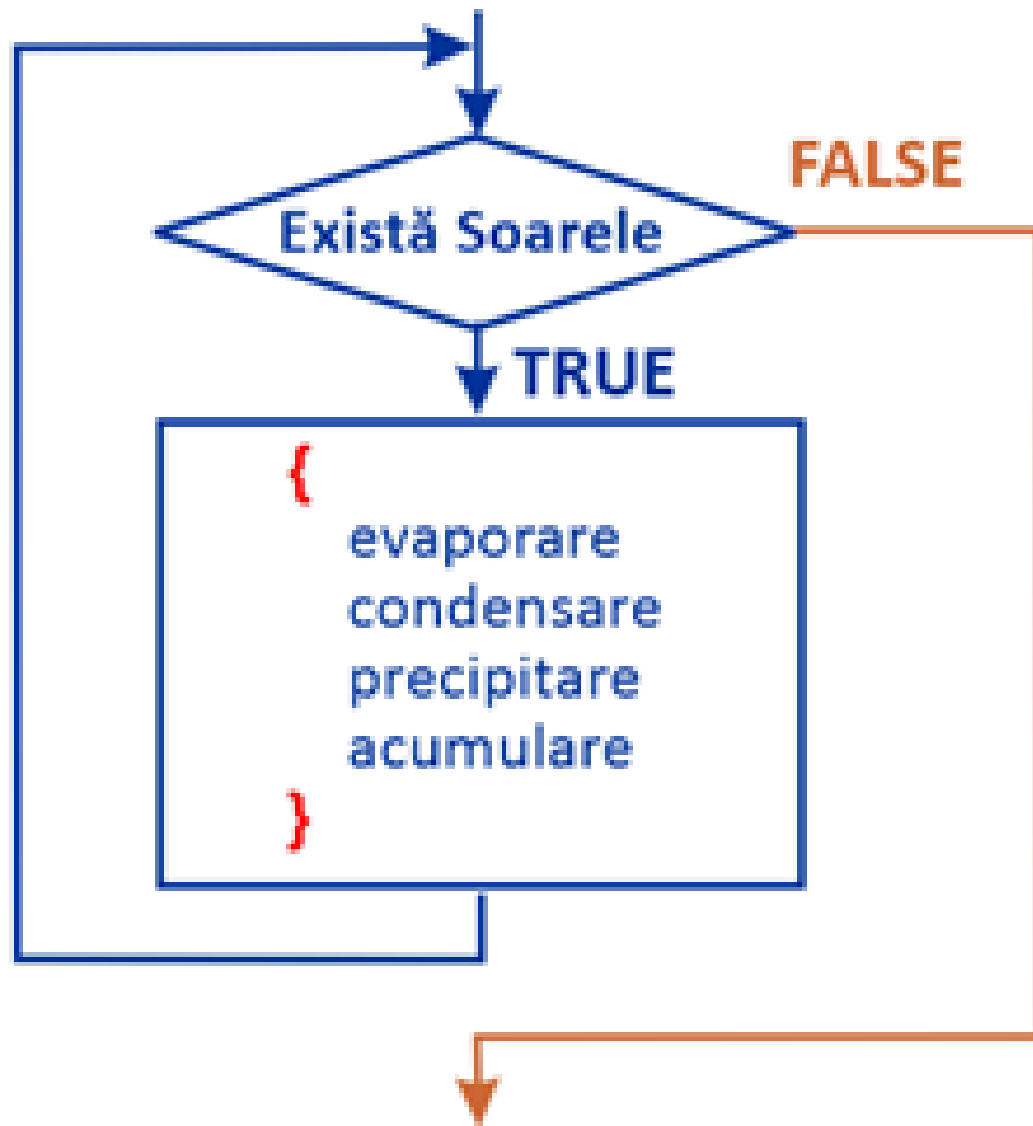 FALSE
Există Soarele
TRUE
{
evaporare
condensare
precipitare
acumulare
}